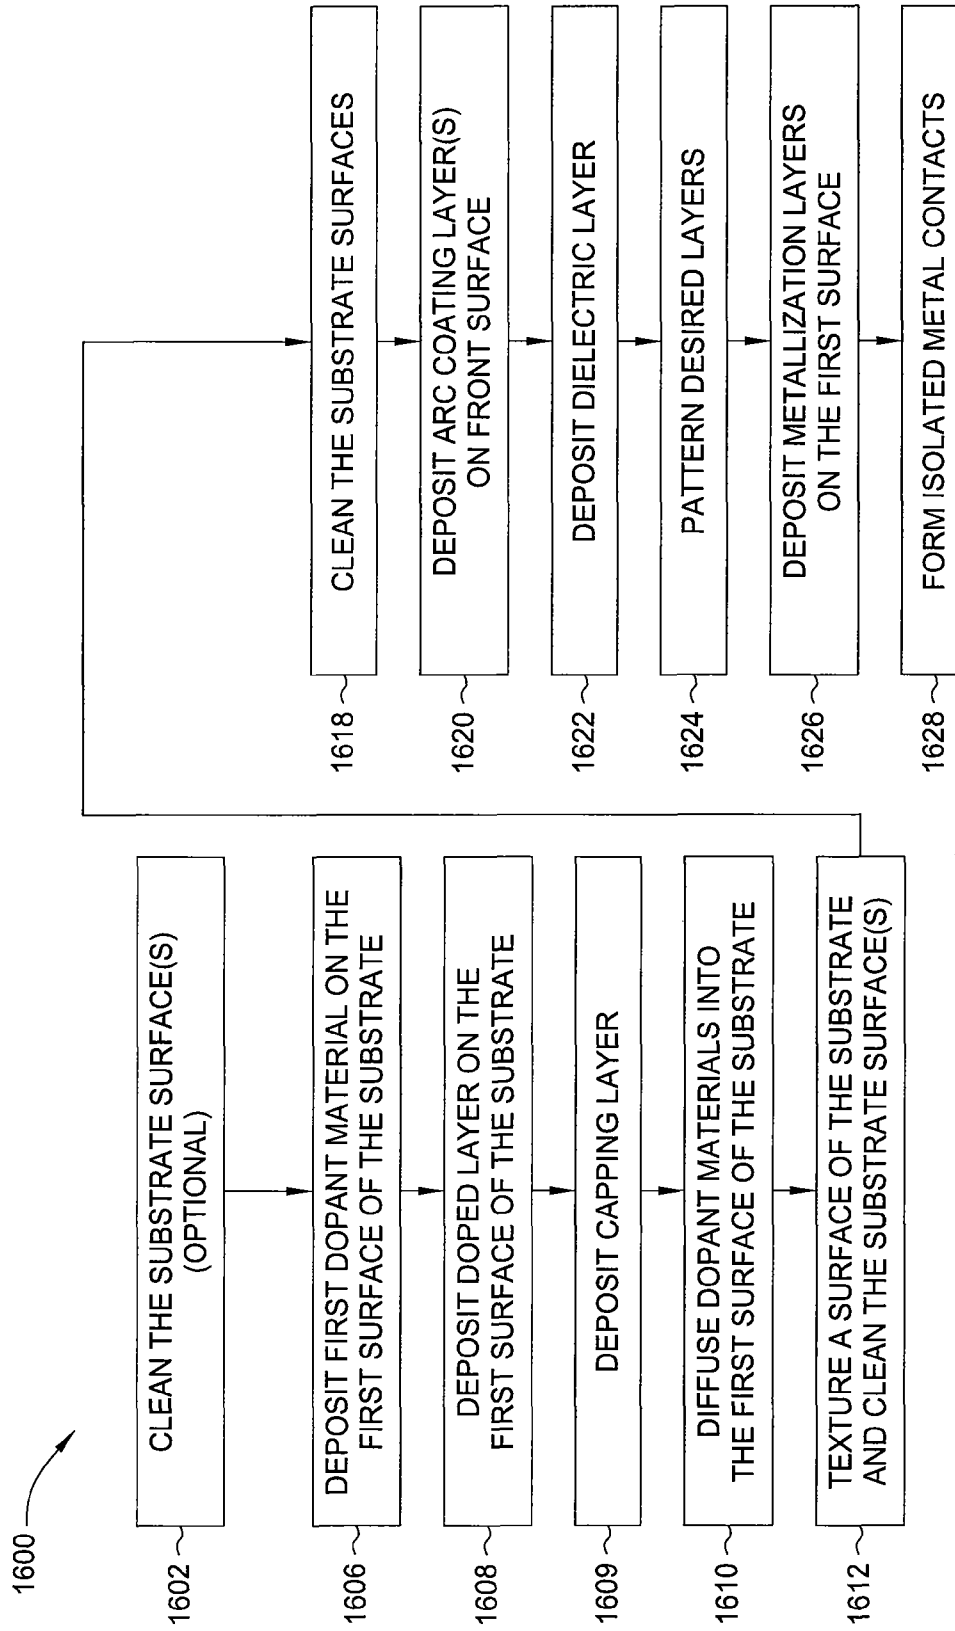 1600
1602
CLEAN THE SUBSTRATE SURFACE(S)
(OPTIONAL)
1606
DEPOSIT FIRST DOPANT MATERIAL ON THE
FIRST SURFACE OF THE SUBSTRATE
1608
DEPOSIT DOPED LAYER ON THE
FIRST SURFACE OF THE SUBSTRATE
1609
DEPOSIT CAPPING LAYER
1610
DIFFUSE DOPANT MATERIALS INTO
THE FIRST SURFACE OF THE SUBSTRATE
1612
TEXTURE A SURFACE OF THE SUBSTRATE
AND CLEAN THE SUBSTRATE SURFACE(S)
1618
CLEAN THE SUBSTRATE SURFACES
1620
DEPOSIT ARC COATING LAYER(S)
ON FRONT SURFACE
1622
DEPOSIT DIELECTRIC LAYER
1624
PATTERN DESIRED LAYERS
1626
DEPOSIT METALLIZATION LAYERS
ON THE FIRST SURFACE
1628
FORM ISOLATED METAL CONTACTS